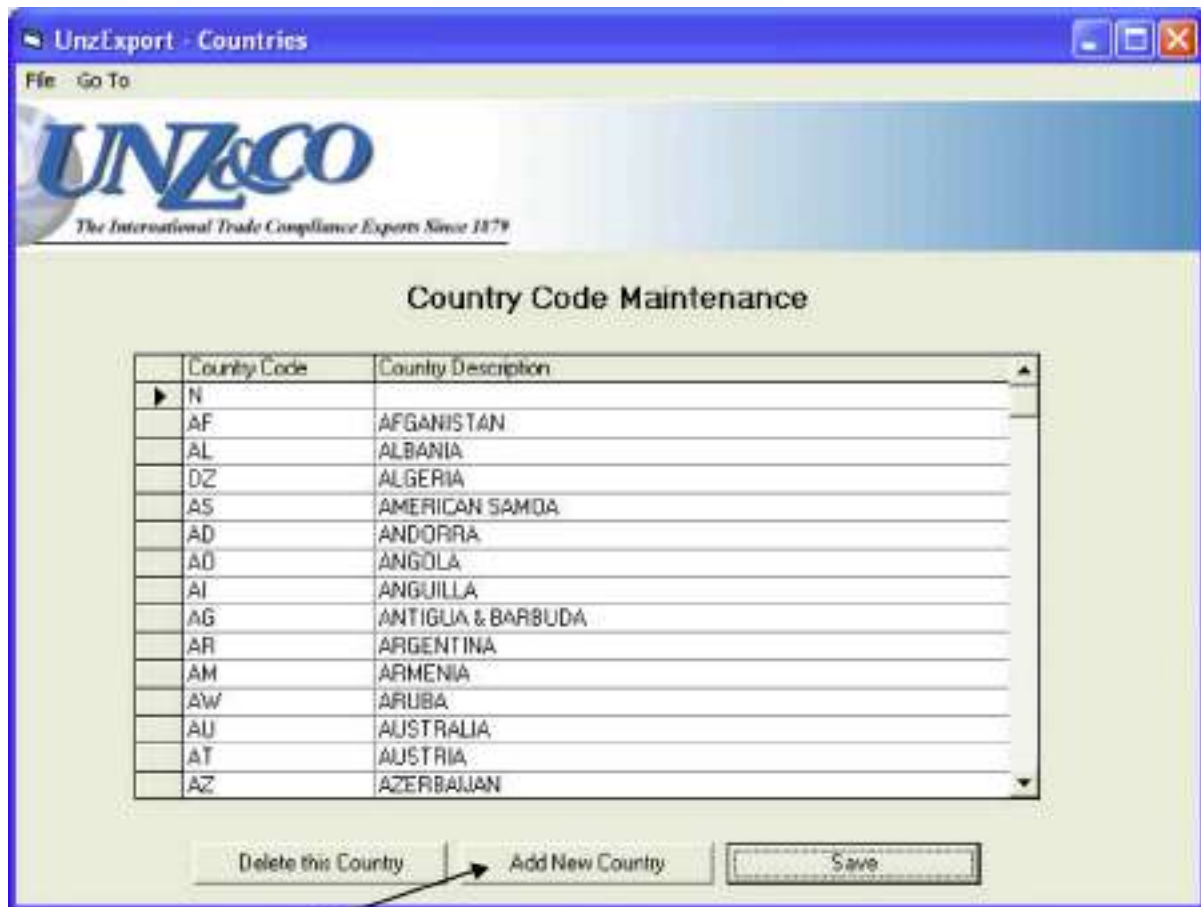 UnzExport - Countries
File Go To
UNZ&CO
The International Trade Compliance Experts Since 1879
Country Code Maintenance
Country Code Country Description
N
AF AFGANISTAN
AL ALBANIA
DZ ALGERIA
AS AMERICAN SAMOA
AD ANDORRA
AO ANGOLA
AI ANGUILLA
AG ANTIGUA & BARBUDA
AR ARGENTINA
AM ARMENIA
AW ARUBA
AU AUSTRALIA
AT AUSTRIA
AZ AZERBAIJAN
Delete this Country Add New Country Save